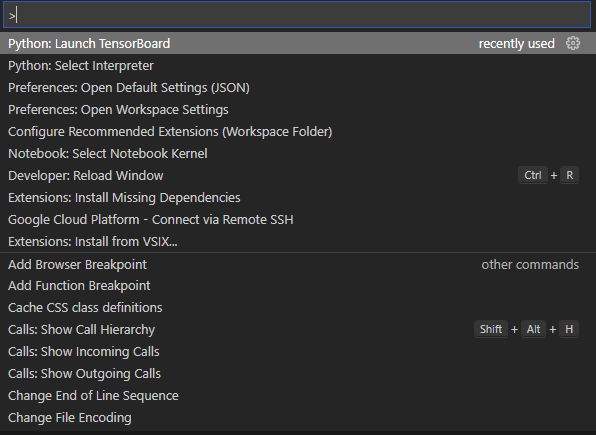 >
Python: Launch TensorBoard recently used
Python: Select Interpreter
Preferences: Open Default Settings (JSON)
Preferences: Open Workspace Settings
Configure Recommended Extensions (Workspace Folder)
Notebook: Select Notebook Kernel
Developer: Reload Window Ctrl + R
Extensions: Install Missing Dependencies
Google Cloud Platform - Connect via Remote SSH
Extensions: Install from VSIX...
Add Browser Breakpoint other commands
Add Function Breakpoint
Cache CSS class definitions
Calls: Show Call Hierarchy Shift + Alt + H
Calls: Show Incoming Calls
Calls: Show Outgoing Calls
Change End of Line Sequence
Change File Encoding